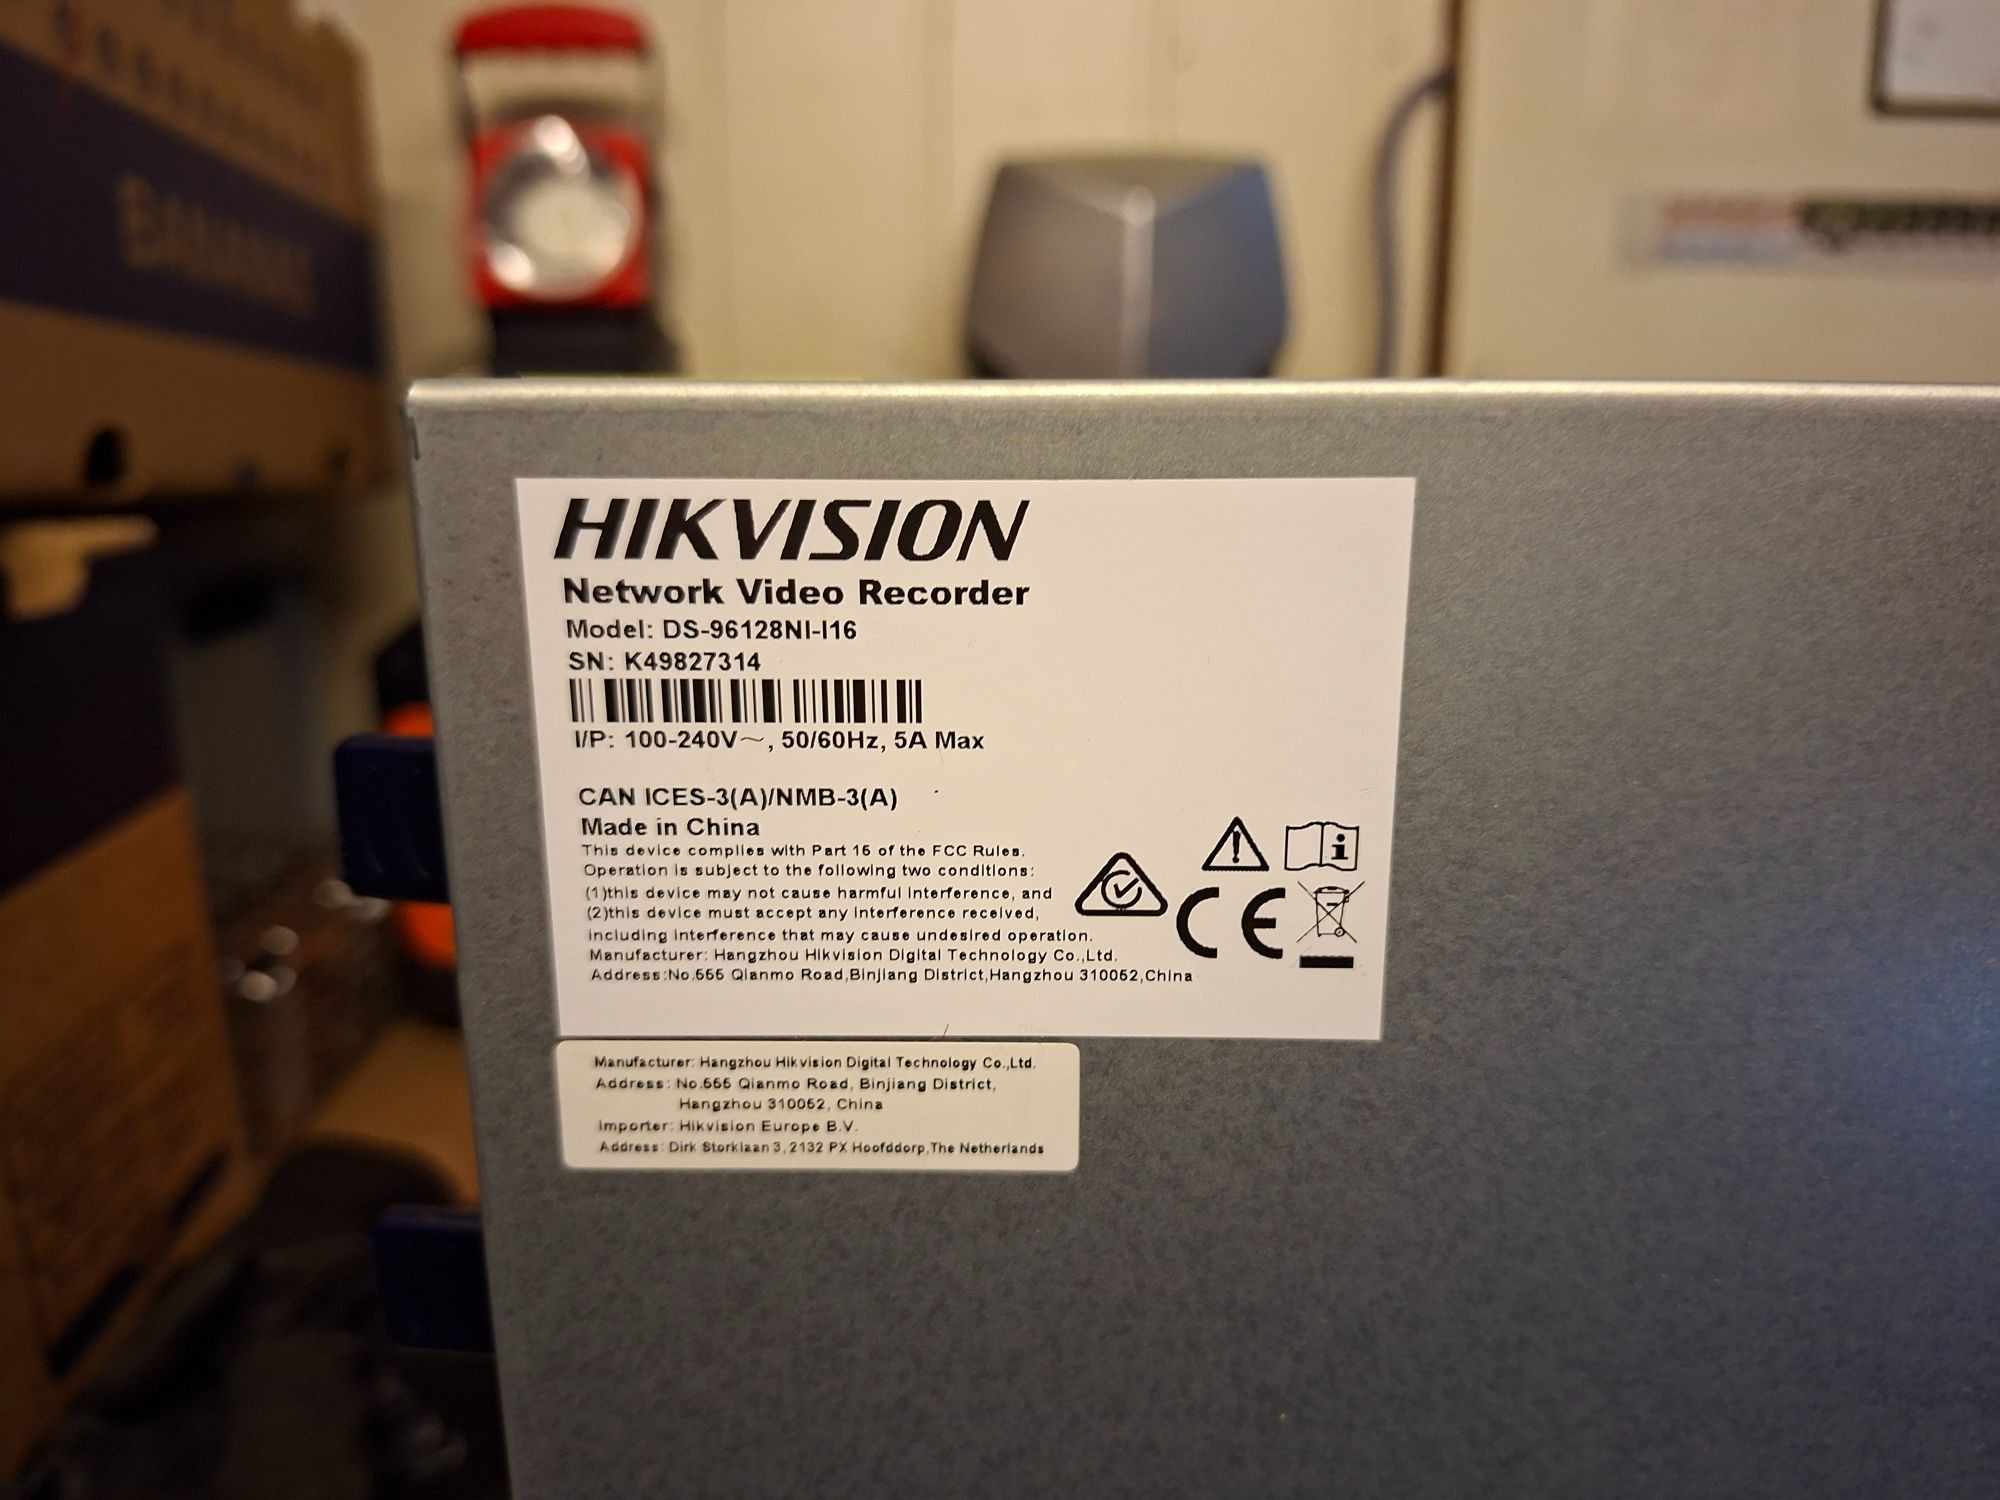 BANANAS
HIKVISION
Network Video Recorder
Model: DS-96128NI-I16
SN: K49827314
I/P: 100-240V～, 50/60Hz, 5A Max
CAN ICES-3(A)/NMB-3(A)
Made in China
This device complies with Part 15 of the FCC Rules.
Operation is subject to the following two conditions:
(1)this device may not cause harmful interference, and
(2)this device must accept any interference received,
including interference that may cause undesired operation.
Manufacturer: Hangzhou Hikvision Digital Technology Co.,Ltd.
Address:No.555 Qianmo Road,Binjiang District,Hangzhou 310052,China
CE
Manufacturer: Hangzhou Hikvision Digital Technology Co.,Ltd.
Address: No.555 Qianmo Road, Binjiang District,
Hangzhou 310052, China
Importer: Hikvision Europe B.V.
Address: Dirk Storklaan 3, 2132 PX Hoofddorp,The Netherlands